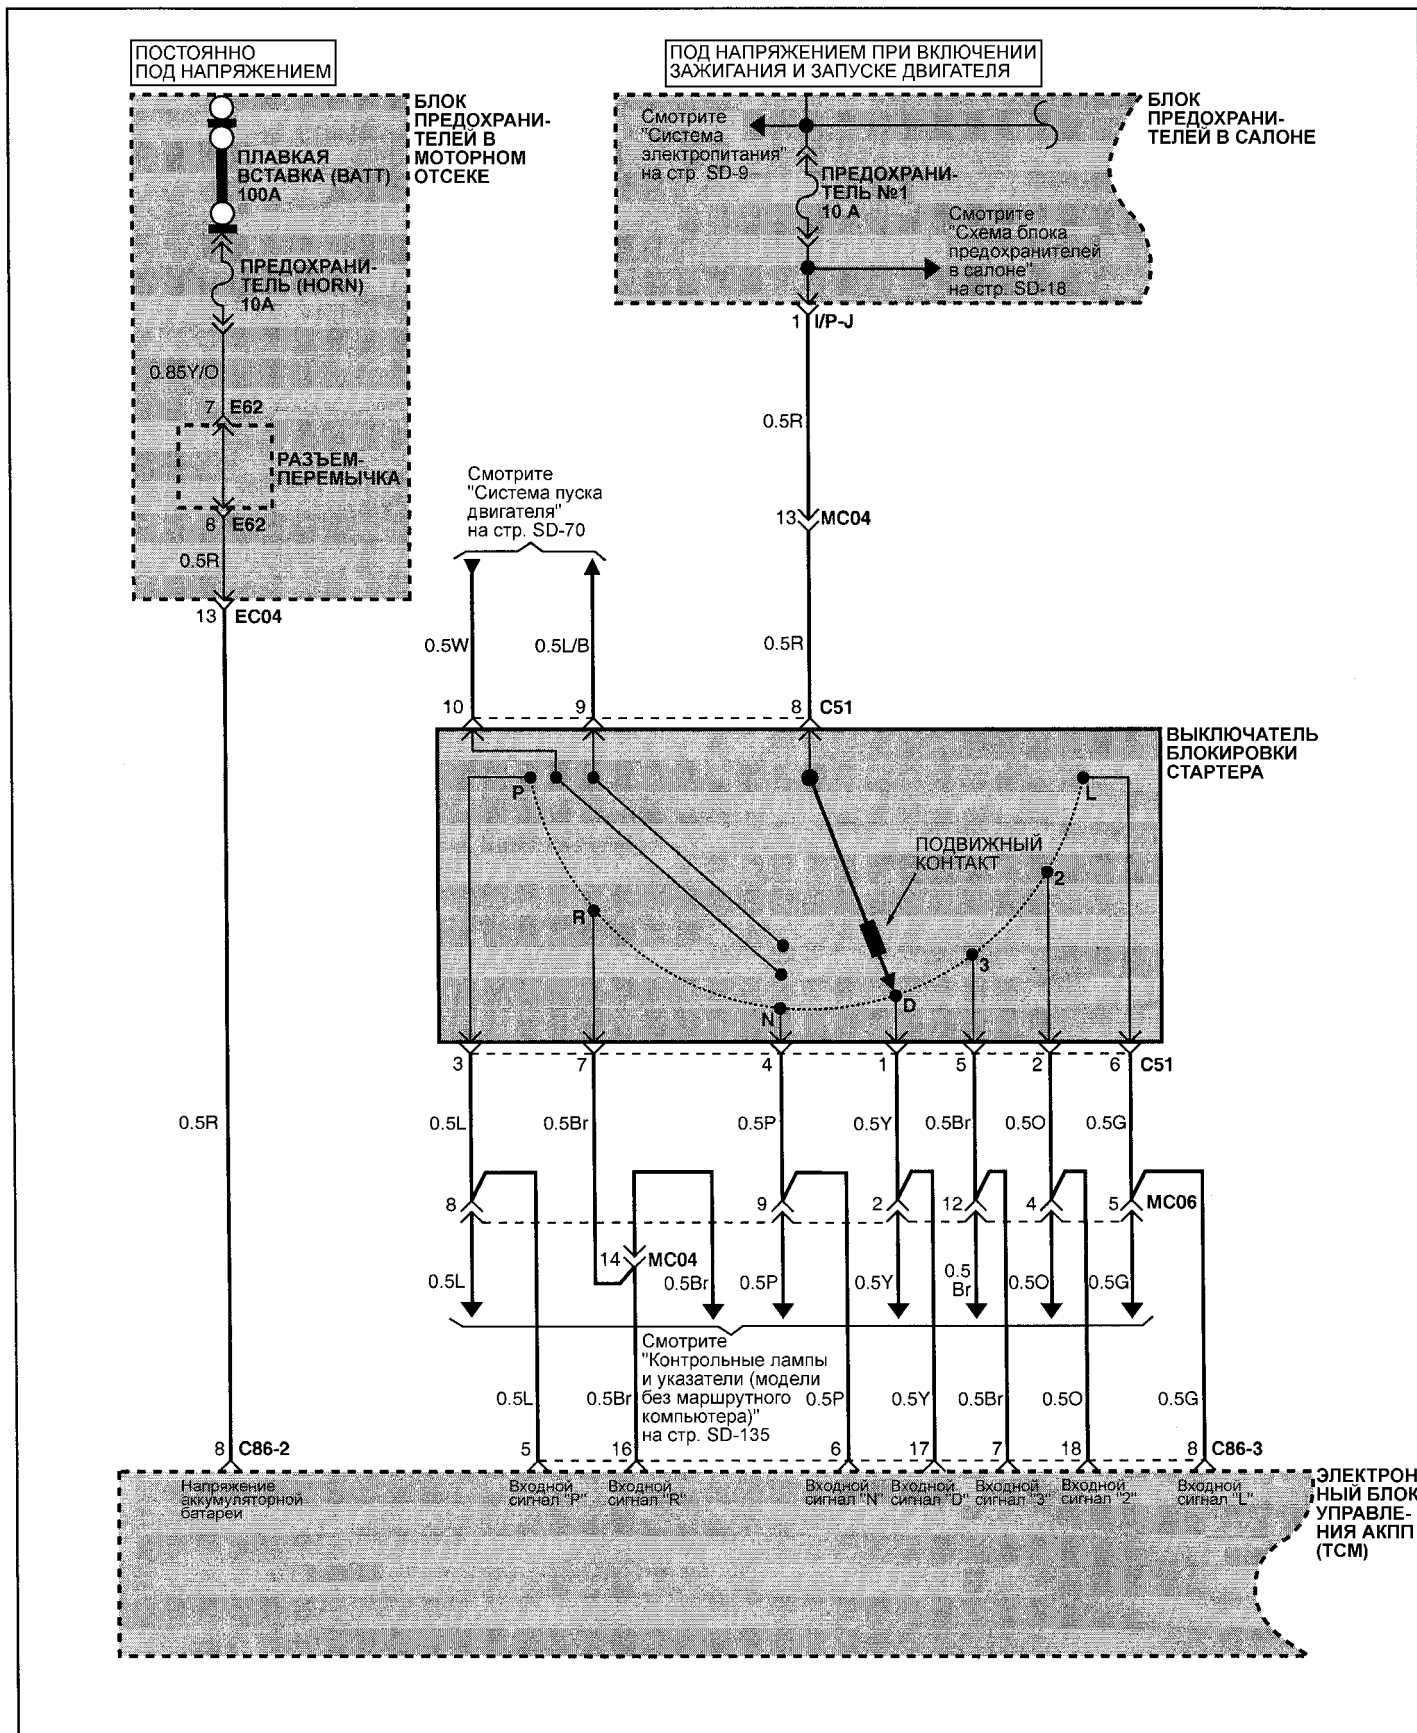 ПОСТОЯННО
ПОД НАПРЯЖЕНИЕМ
ПОД НАПРЯЖЕНИЕМ ПРИ ВКЛЮЧЕНИИ
ЗАЖИГАНИЯ И ЗАПУСКЕ ДВИГАТЕЛЯ
БЛОК
ПРЕДОХРАНИ-
ТЕЛЕЙ В
МОТОРНОМ
ОТСЕКЕ
ПЛАВКАЯ
ВСТАВКА (BATT)
100A
ПРЕДОХРАНИ-
ТЕЛЬ (HORN)
10A
0.85Y/O
7 E62
РАЗЪЕМ-
ПЕРЕМЫЧКА
8 E62
0.5R
13 EC04
Смотрите
"Система
электропитания"
на стр. SD-9
ПРЕДОХРАНИ-
ТЕЛЬ №1
10 A
Смотрите
"Схема блока
предохранителей
в салоне"
на стр. SD-18
БЛОК
ПРЕДОХРАНИ-
ТЕЛЕЙ В САЛОНЕ
1 I/P-J
0.5R
13 MC04
Смотрите
"Система пуска
двигателя"
на стр. SD-70
0.5W 0.5L/B 0.5R
10 9 8 C51
ВЫКЛЮЧАТЕЛЬ
БЛОКИРОВКИ
СТАРТЕРА
P L
ПОДВИЖНЫЙ
КОНТАКТ
2
R
3
N D
3 7 4 1 5 2 6 C51
0.5R 0.5L 0.5Br 0.5P 0.5Y 0.5Br 0.5O 0.5G
8 9 2 12 4 5 MC06
14 MC04
0.5L 0.5Br 0.5P 0.5Y 0.5 Br 0.5O 0.5G
Смотрите
"Контрольные лампы
и указатели (модели
без маршрутного
компьютера)"
на стр. SD-135
0.5L 0.5Br 0.5P 0.5Y 0.5Br 0.5O 0.5G
8 C86-2 5 16 6 17 7 18 8 C86-3
Напряжение
аккумуляторной
батареи
Входной
сигнал "P"
Входной
сигнал "R"
Входной
сигнал "N"
Входной
сигнал "D"
Входной
сигнал "3"
Входной
сигнал "2"
Входной
сигнал "L"
ЭЛЕКТРОН
НЫЙ БЛОК
УПРАВЛЕ-
НИЯ АКПП
(TCM)